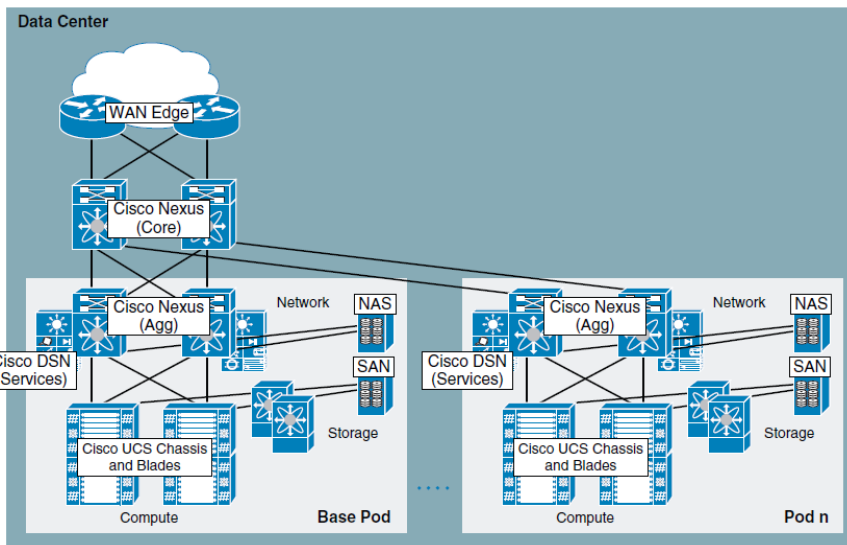 Data Center
WAN Edge
Cisco Nexus
(Core)
Cisco Nexus
(Agg)
Network
NAS
Cisco DSN
(Services)
SAN
Storage
Cisco UCS Chassis
and Blades
Compute
Base Pod
....
Cisco Nexus
(Agg)
Network
NAS
Cisco DSN
(Services)
SAN
Storage
Cisco UCS Chassis
and Blades
Compute
Pod n